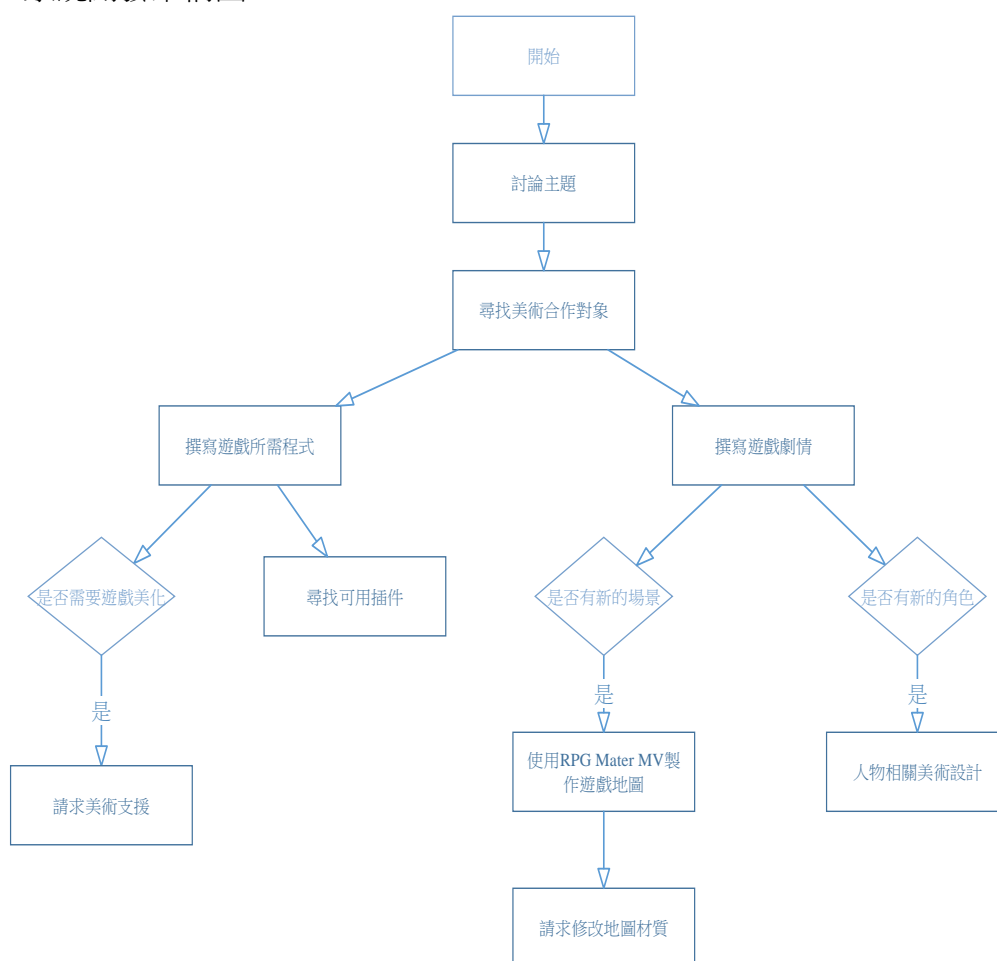 開始
討論主題
尋找美術合作對象
撰寫遊戲所需程式
撰寫遊戲劇情
是否需要遊戲美化
尋找可用插件
是否有新的場景
是否有新的角色
是
是
是
使用RPG Mater MV製
作遊戲地圖
人物相關美術設計
請求美術支援
請求修改地圖材質